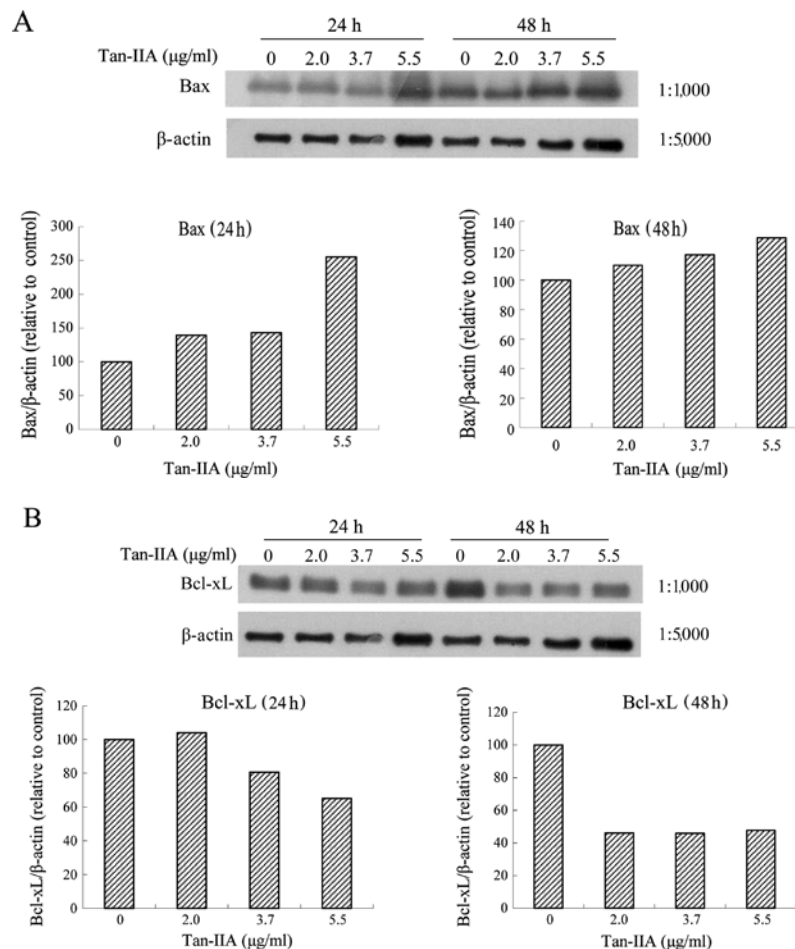 A
24 h 48 h
Tan-IIA (μg/ml) 0 2.0 3.7 5.5 0 2.0 3.7 5.5
Bax 1:1,000
β-actin 1:5,000
Bax (24h)
Bax/β-actin (relative to control)
300
250
200
150
100
50
0
0 2.0 3.7 5.5
Tan-IIA (μg/ml)
Bax (48h)
Bax/β-actin (relative to control)
140
120
100
80
60
40
20
0
0 2.0 3.7 5.5
Tan-IIA (μg/ml)
B
24 h 48 h
Tan-IIA (μg/ml) 0 2.0 3.7 5.5 0 2.0 3.7 5.5
Bcl-xL 1:1,000
β-actin 1:5,000
Bcl-xL (24h)
Bcl-xL/β-actin (relative to control)
120
100
80
60
40
20
0
0 2.0 3.7 5.5
Tan-IIA (μg/ml)
Bcl-xL (48h)
Bcl-xL/β-actin (relative to control)
120
100
80
60
40
20
0
0 2.0 3.7 5.5
Tan-IIA (μg/ml)